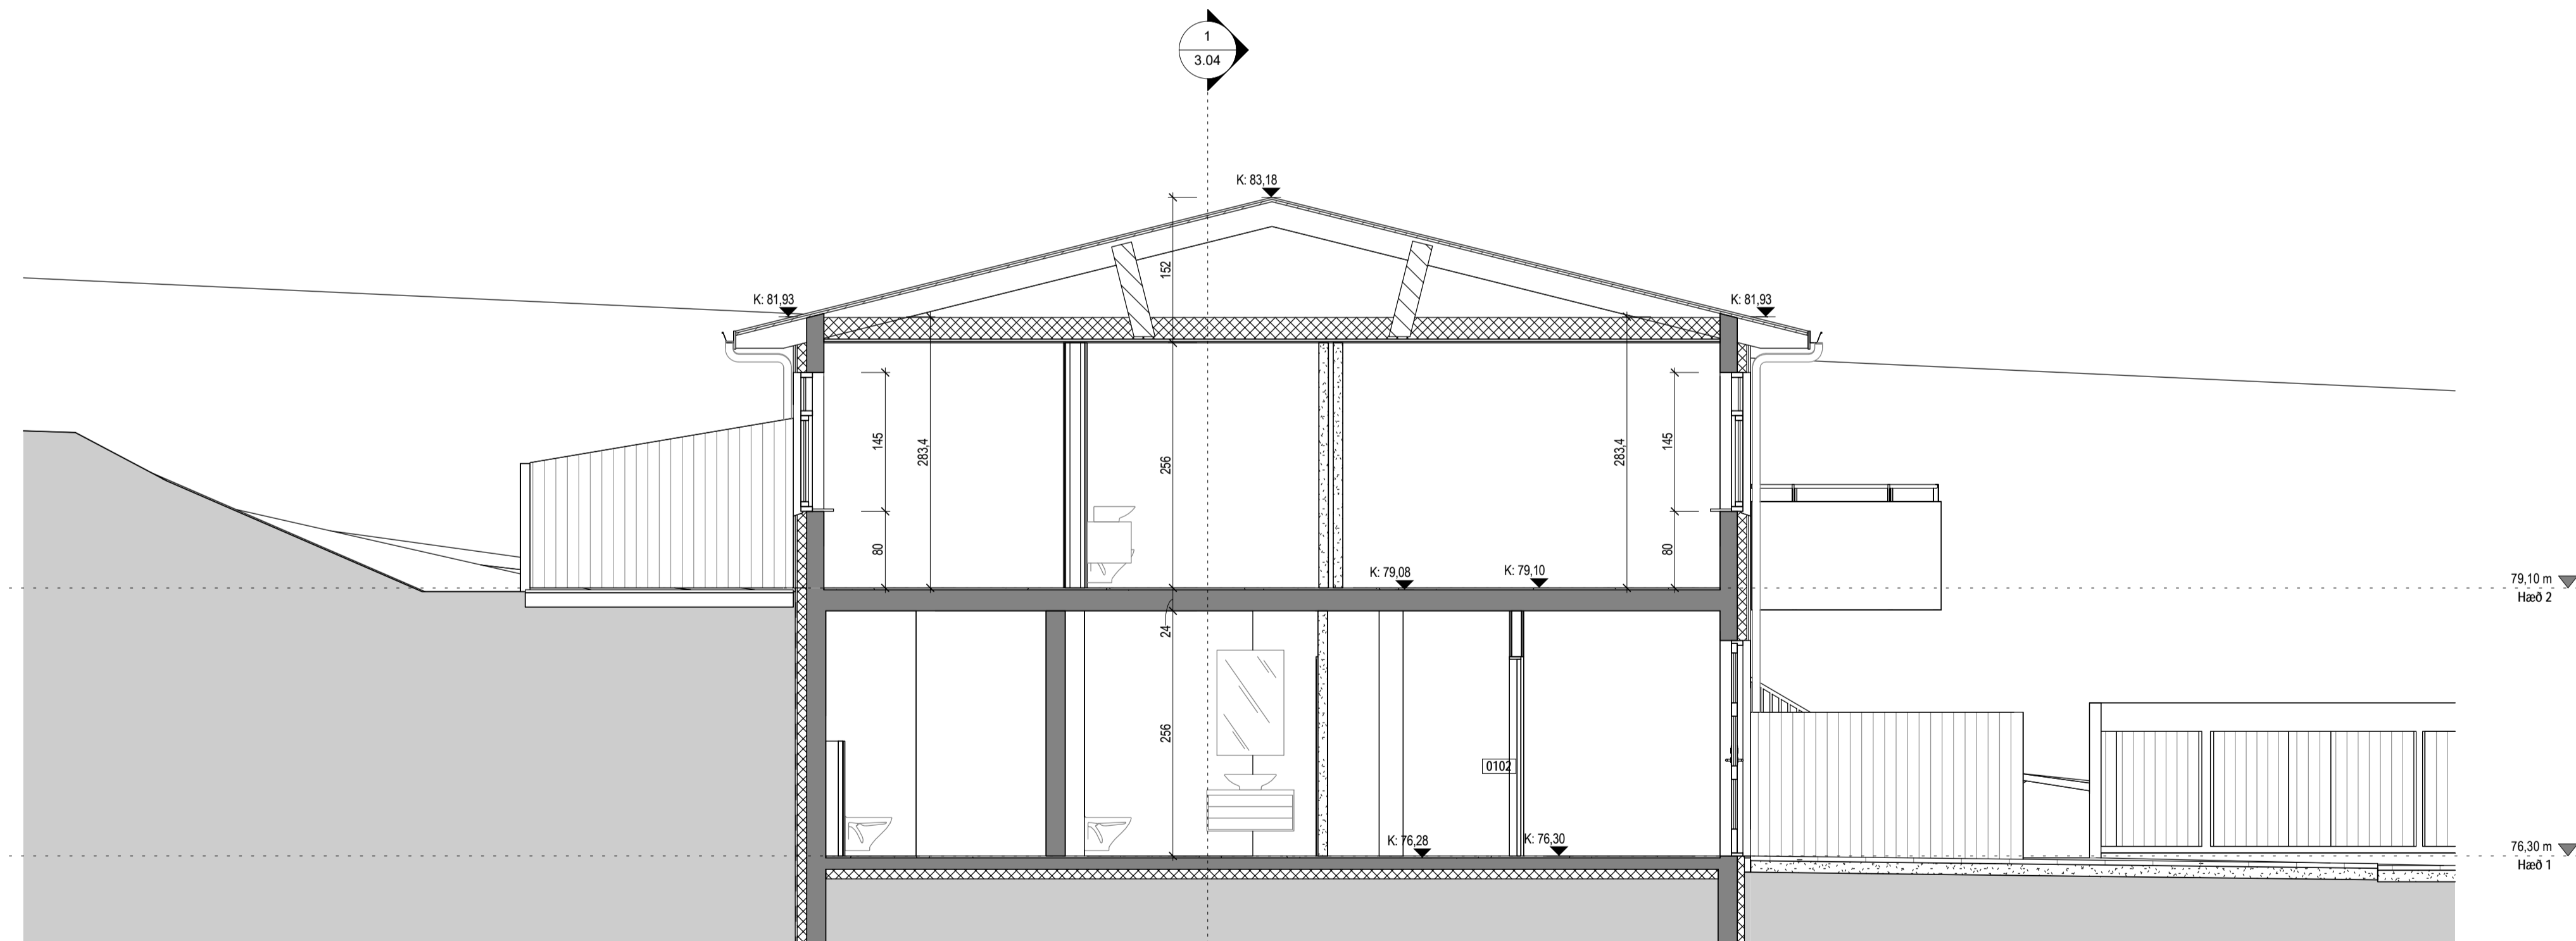 1
3.04
K: 83,18
152
K: 81,93
K: 81,93
145
283,4
256
283,4
145
80
80
K: 79,08
K: 79,10
79,10 m
Hæð 2
24
256
0102
K: 76,28
K: 76,30
76,30 m
Hæð 1